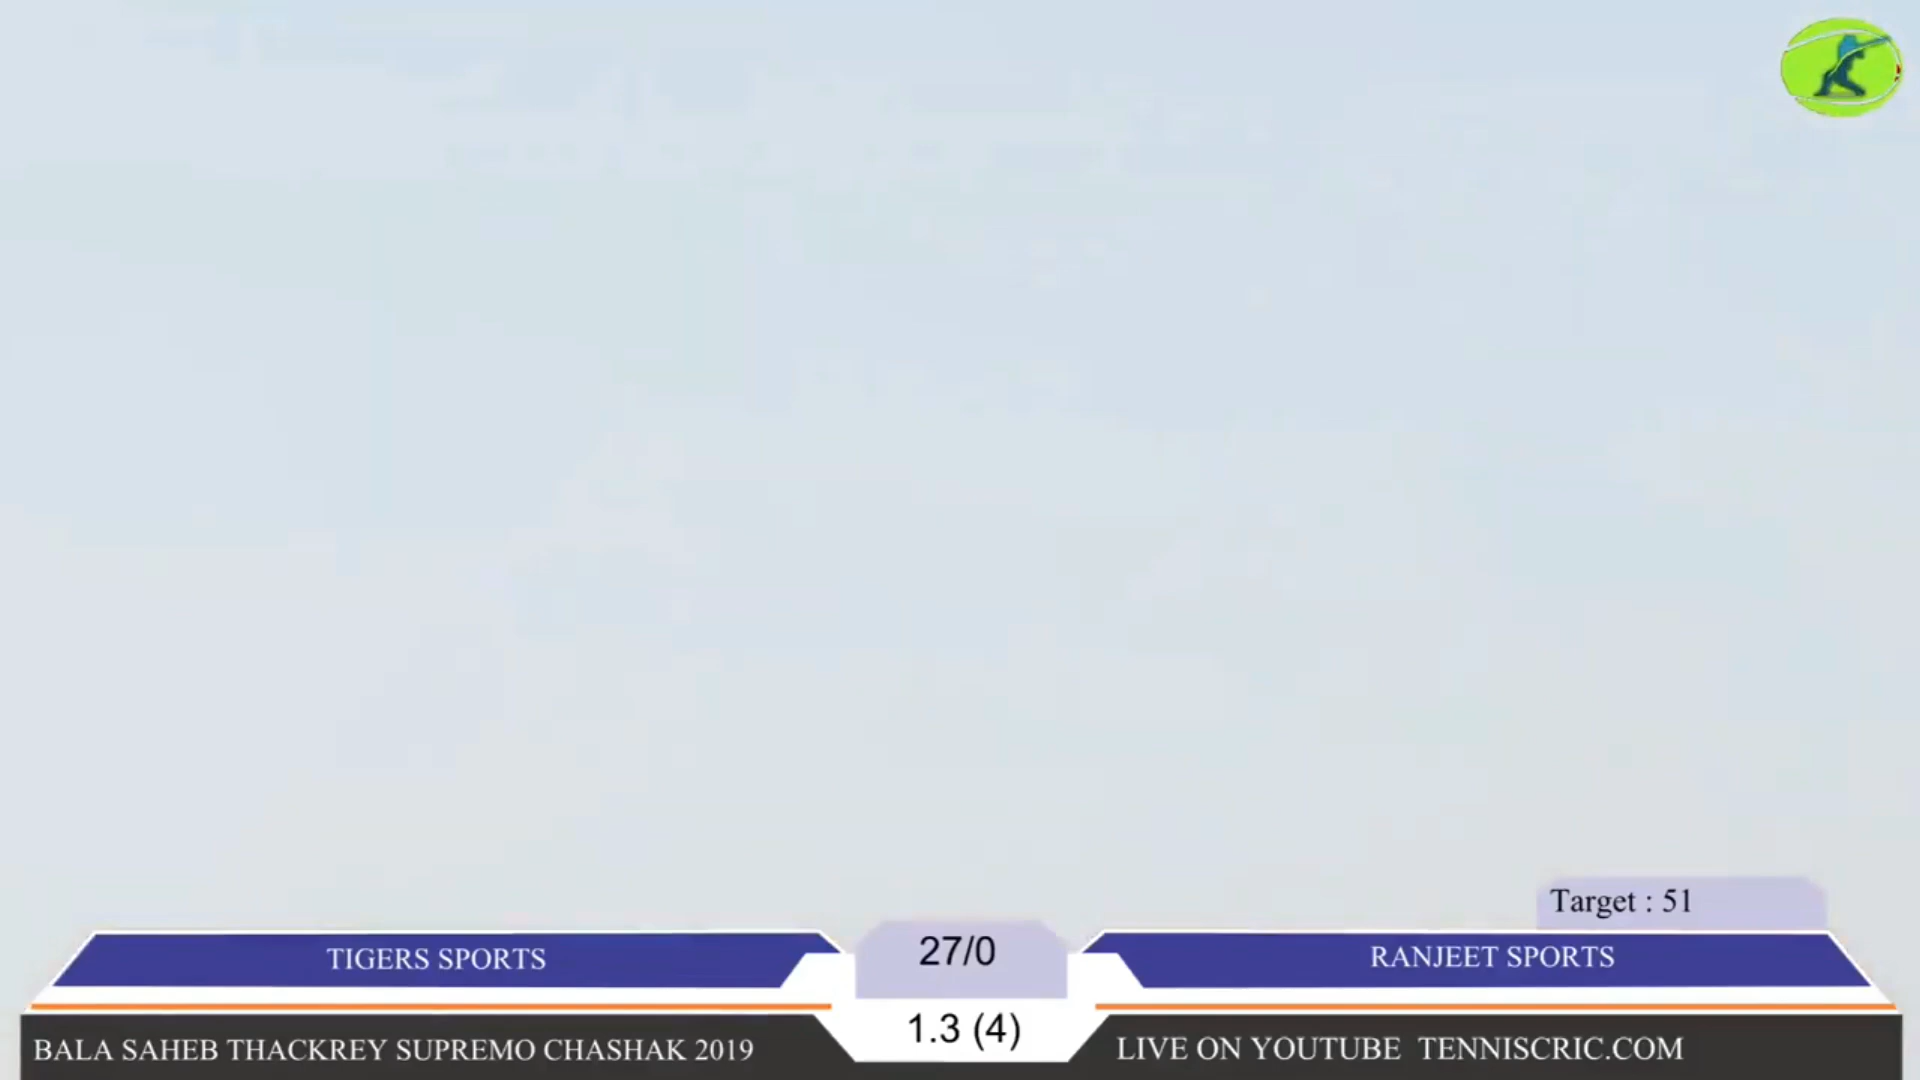 Target : 51
TIGERS SPORTS
27/0
RANJEET SPORTS
1.3 (4)
BALA SAHEB THACKREY SUPREMO CHASHAK 2019
LIVE ON YOUTUBE TENNISCRIC.COM